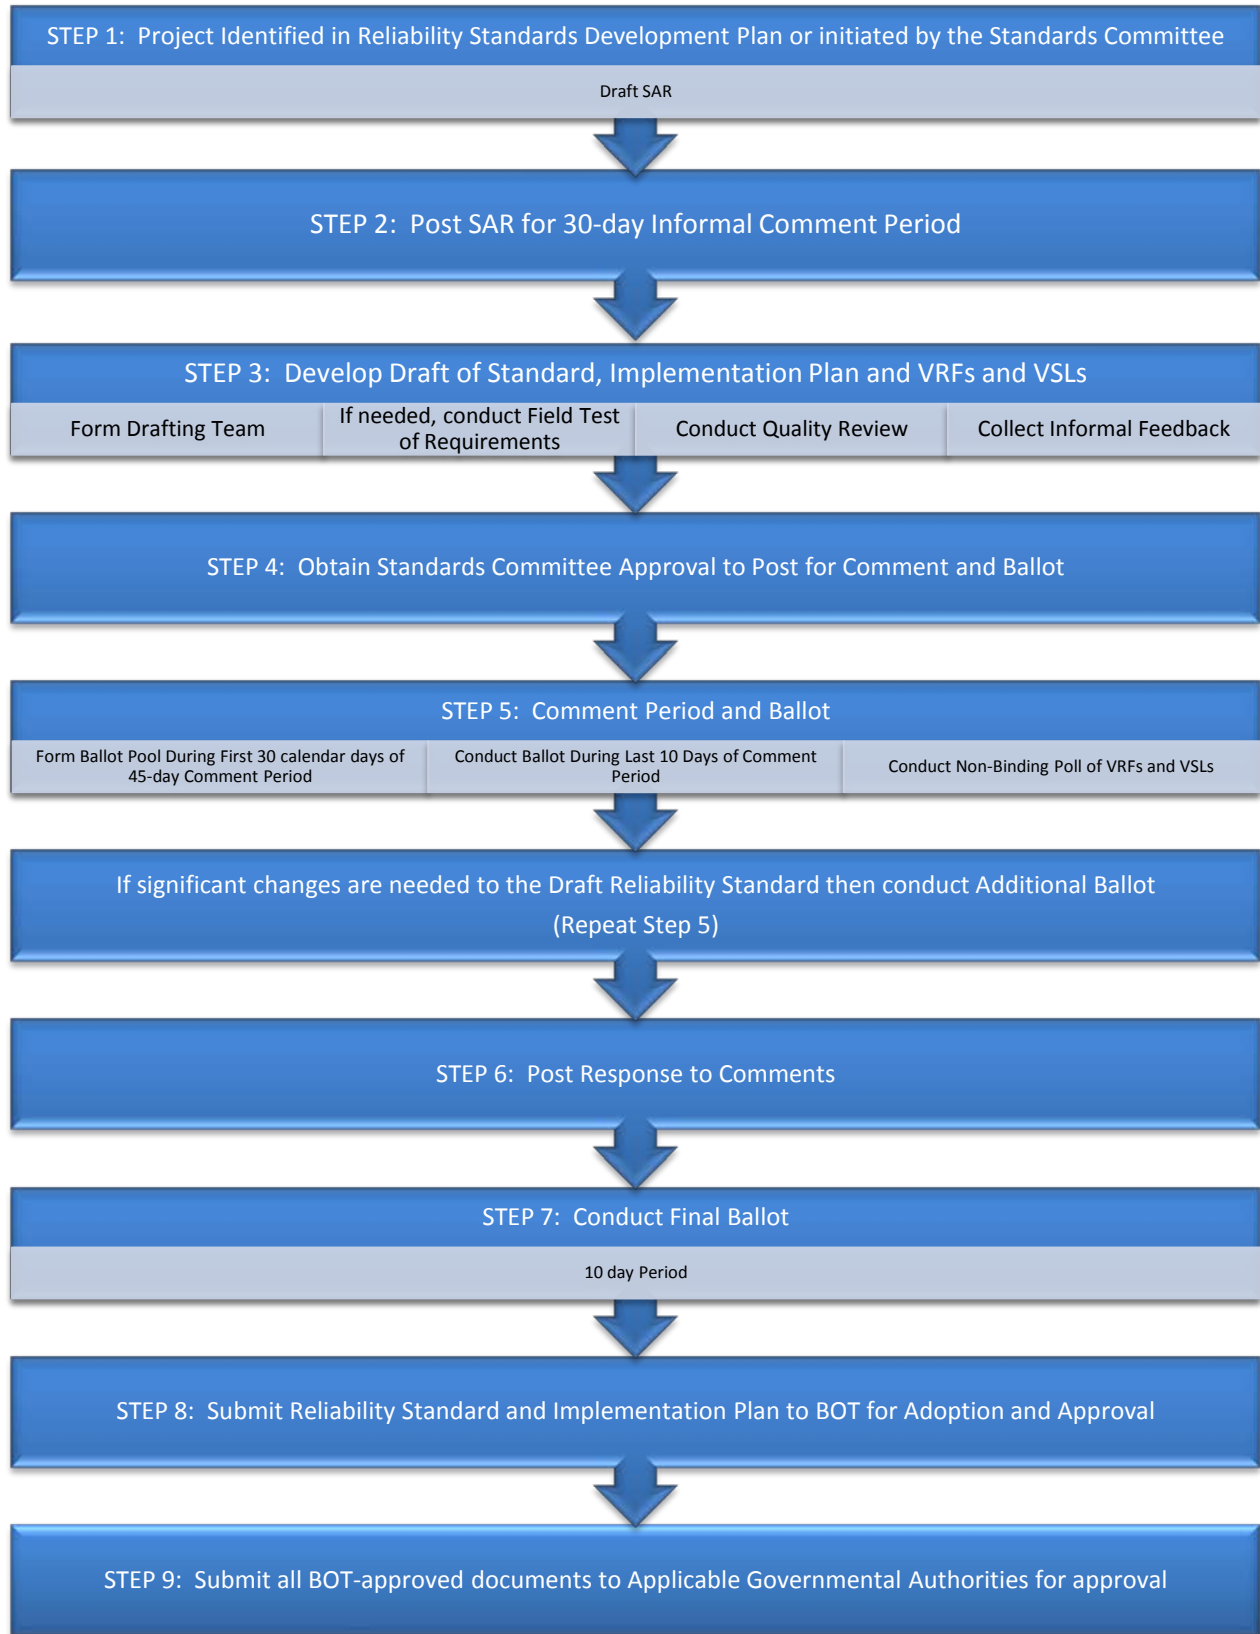 STEP 1: Project Identified in Reliability Standards Development Plan or initiated by the Standards Committee
Draft SAR
STEP 2: Post SAR for 30-day Informal Comment Period
STEP 3: Develop Draft of Standard, Implementation Plan and VRFs and VSLs
Form Drafting Team
If needed, conduct Field Test
of Requirements
Conduct Quality Review
Collect Informal Feedback
STEP 4: Obtain Standards Committee Approval to Post for Comment and Ballot
STEP 5: Comment Period and Ballot
Form Ballot Pool During First 30 calendar days of
45-day Comment Period
Conduct Ballot During Last 10 Days of Comment
Period
Conduct Non-Binding Poll of VRFs and VSLs
If significant changes are needed to the Draft Reliability Standard then conduct Additional Ballot
(Repeat Step 5)
STEP 6: Post Response to Comments
STEP 7: Conduct Final Ballot
10 day Period
STEP 8: Submit Reliability Standard and Implementation Plan to BOT for Adoption and Approval
STEP 9: Submit all BOT-approved documents to Applicable Governmental Authorities for approval